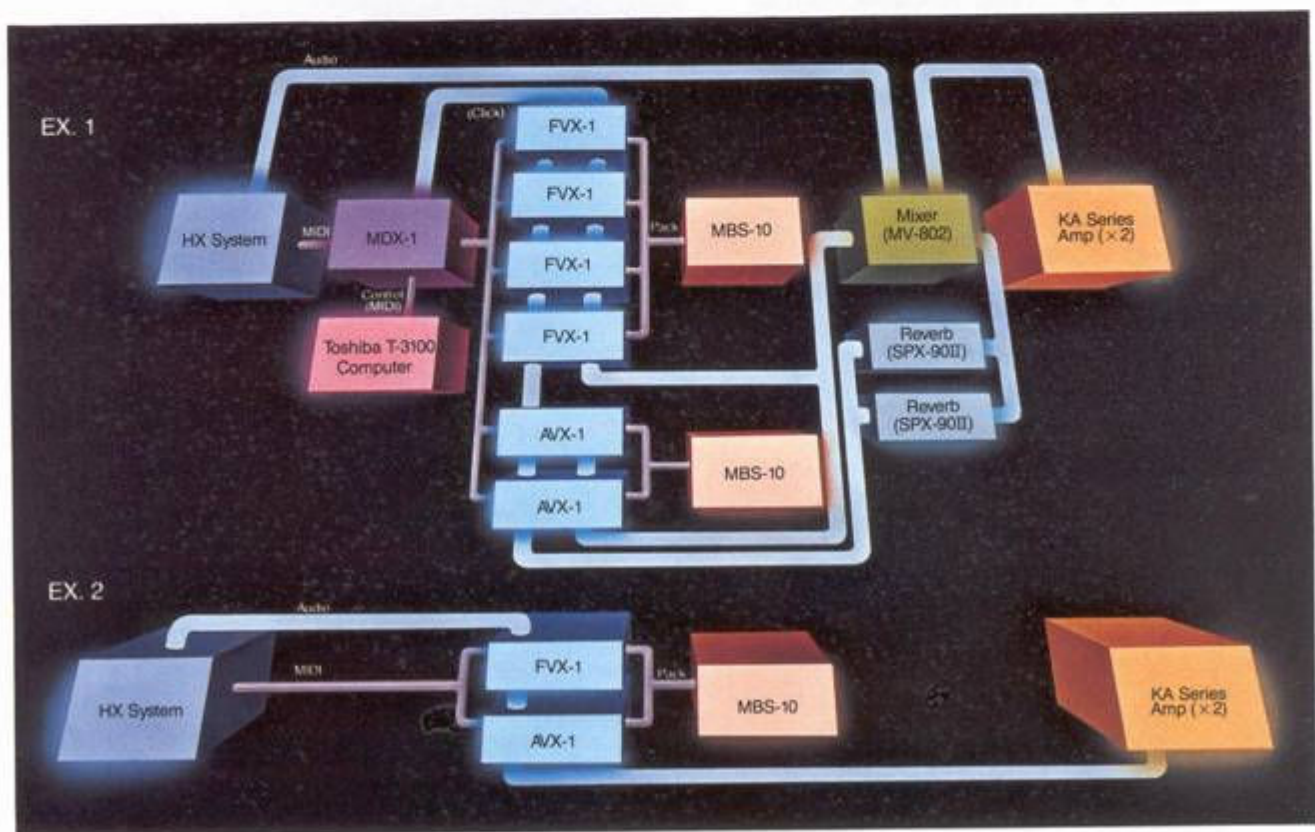 EX. 1
Audio
(Click)
HX System
MIDI
MDX-1
Control
(MIDI)
Toshiba T-3100
Computer
FVX-1
FVX-1
FVX-1
FVX-1
AVX-1
AVX-1
Pack
MBS-10
MBS-10
Mixer
(MV-802)
KA Series
Amp (×2)
Reverb
(SPX-90II)
Reverb
(SPX-90II)
EX. 2
Audio
HX System
MIDI
FVX-1
AVX-1
Pack
MBS-10
KA Series
Amp (×2)